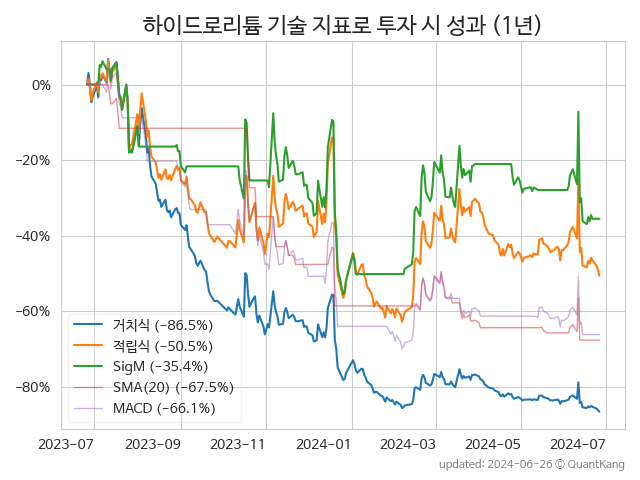 하이드로리튬 기술 지표로 투자 시 성과 (1년)
0%
−20%
−40%
−60%
−80%
거치식 (−86.5%)
적립식 (−50.5%)
SigM (−35.4%)
SMA(20) (−67.5%)
MACD (−66.1%)
2023-07
2023-09
2023-11
2024-01
2024-03
2024-05
2024-07
updated: 2024-06-26 © QuantKang